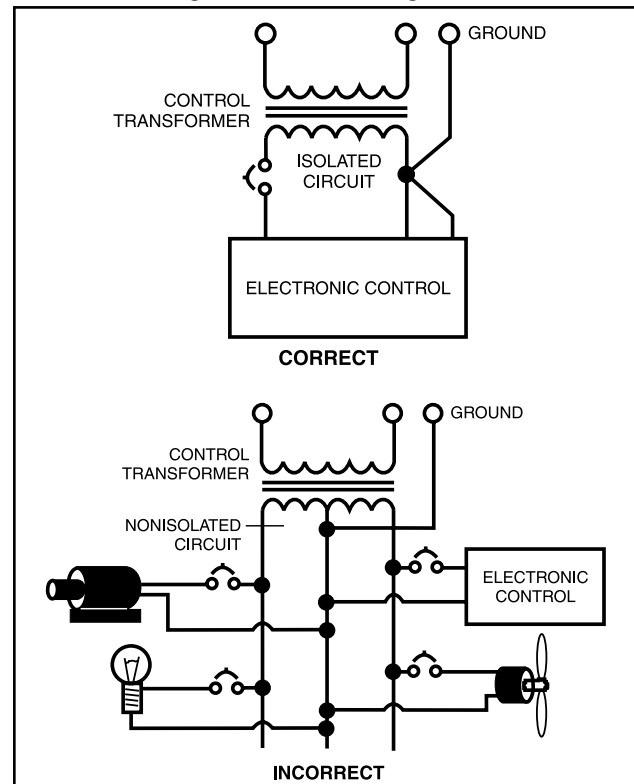 GROUND
CONTROL
TRANSFORMER
ISOLATED
CIRCUIT
ELECTRONIC CONTROL
CORRECT
GROUND
CONTROL
TRANSFORMER
NONISOLATED
CIRCUIT
ELECTRONIC
CONTROL
INCORRECT